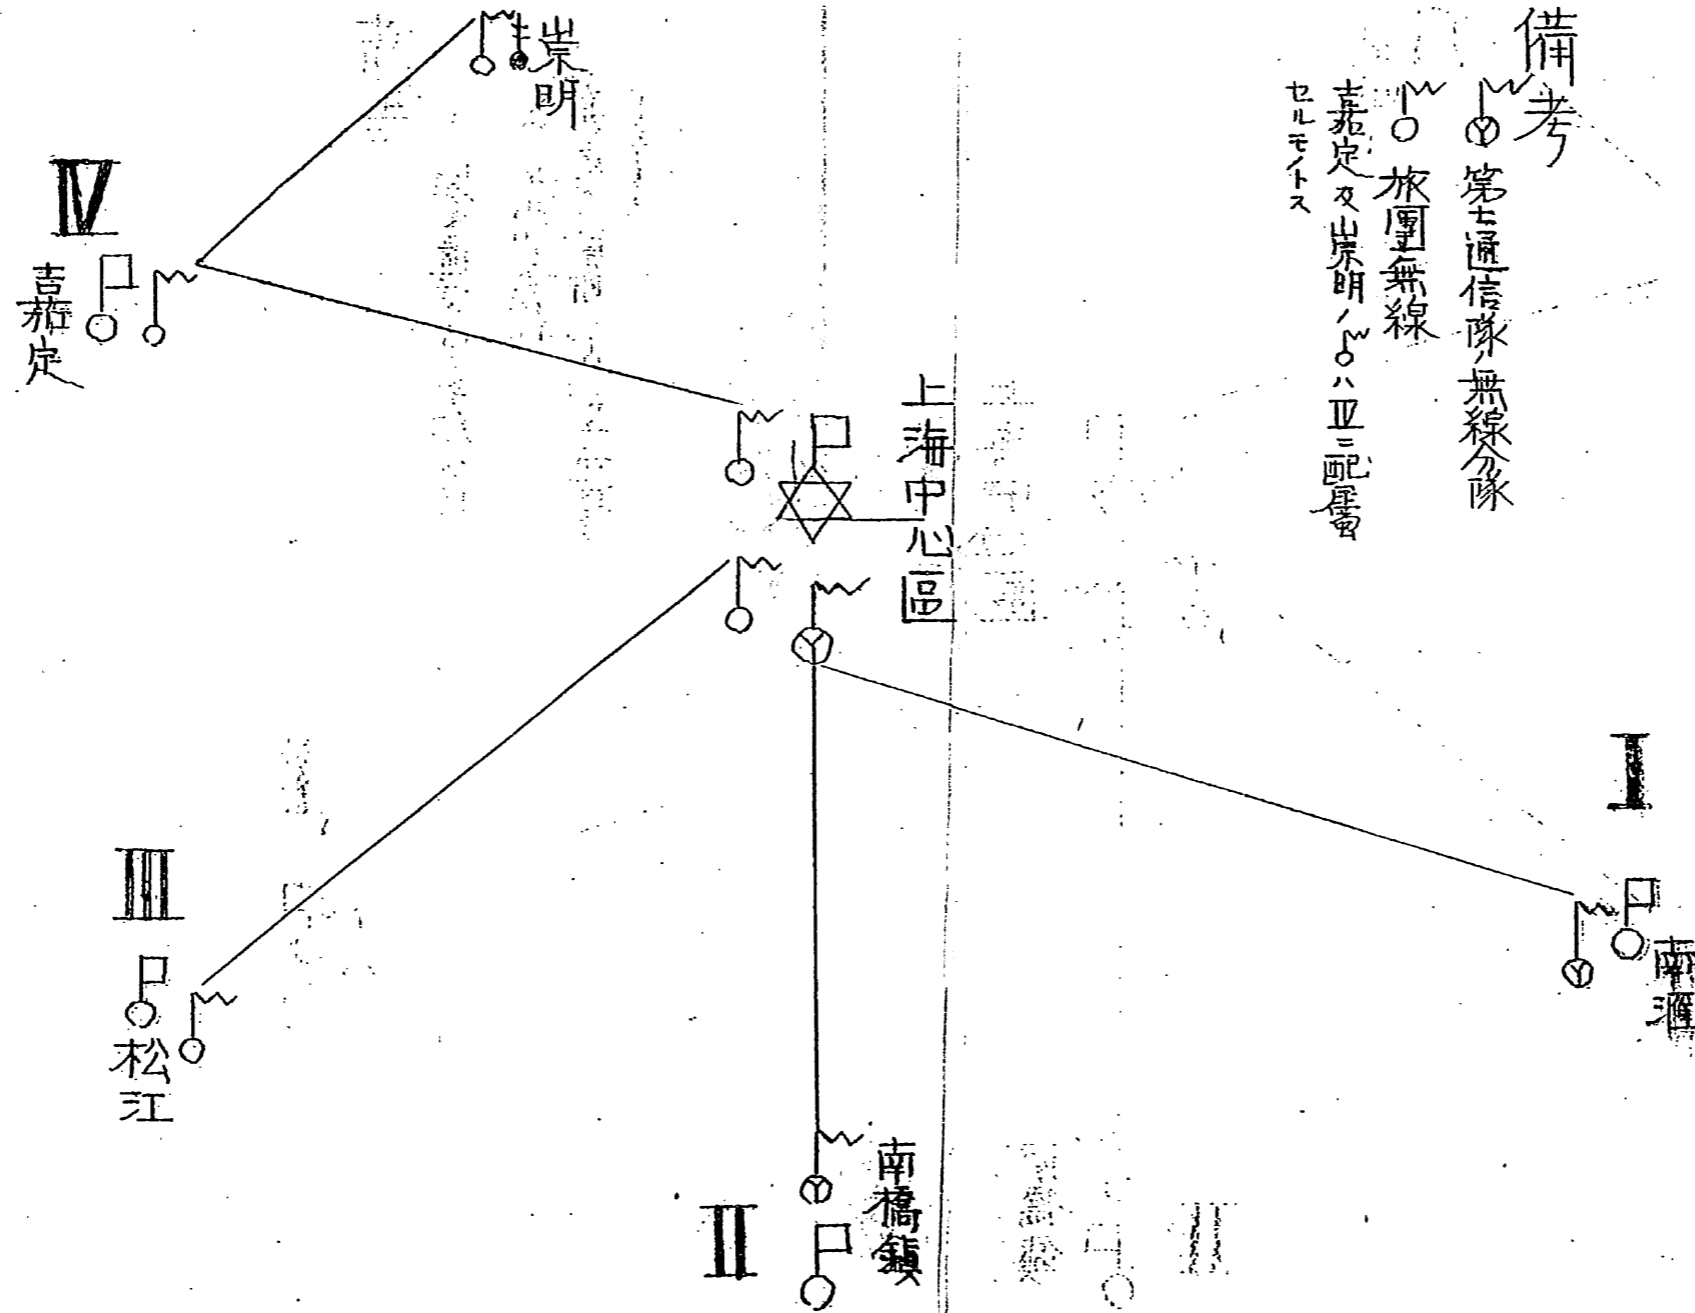 備考
第七通信隊ノ無線分隊
旅團無線
嘉定及崇明ノハⅣニ配属
セルモノトス
崇明
Ⅳ
嘉定
上海中心區
Ⅰ
南滙
Ⅲ
松江
Ⅱ
南橋鎮